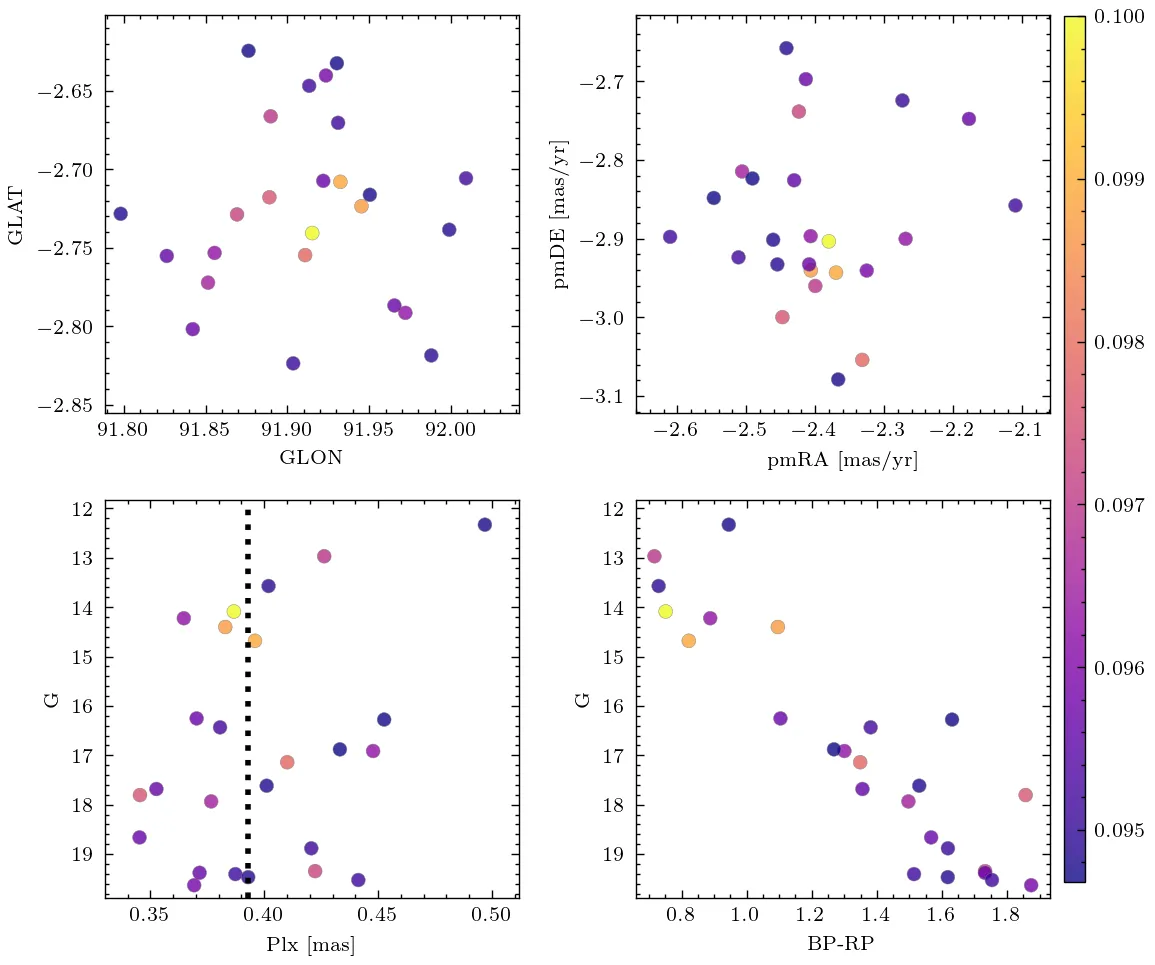 −2.65
−2.70
−2.75
−2.80
−2.85
GLAT
91.80 91.85 91.90 91.95 92.00
GLON
−2.7
−2.8
−2.9
−3.0
−3.1
pmDE [mas/yr]
−2.6 −2.5 −2.4 −2.3 −2.2 −2.1
pmRA [mas/yr]
12
13
14
15
16
17
18
19
G
0.35 0.40 0.45 0.50
Plx [mas]
12
13
14
15
16
17
18
19
G
0.8 1.0 1.2 1.4 1.6 1.8
BP-RP
0.100
0.099
0.098
0.097
0.096
0.095